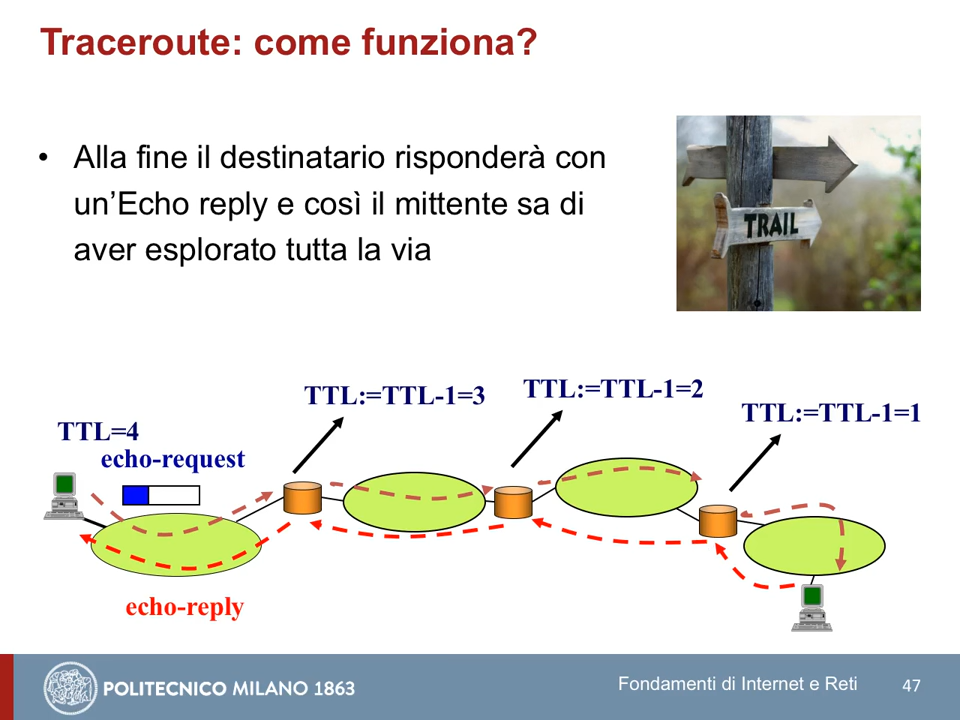 Traceroute: come funziona?
• Alla fine il destinatario risponderà con
un’Echo reply e così il mittente sa di
aver esplorato tutta la via
TRAIL
TTL:=TTL-1=3
TTL:=TTL-1=2
TTL:=TTL-1=1
TTL=4
echo-request
echo-reply
POLITECNICO MILANO 1863
Fondamenti di Internet e Reti
47